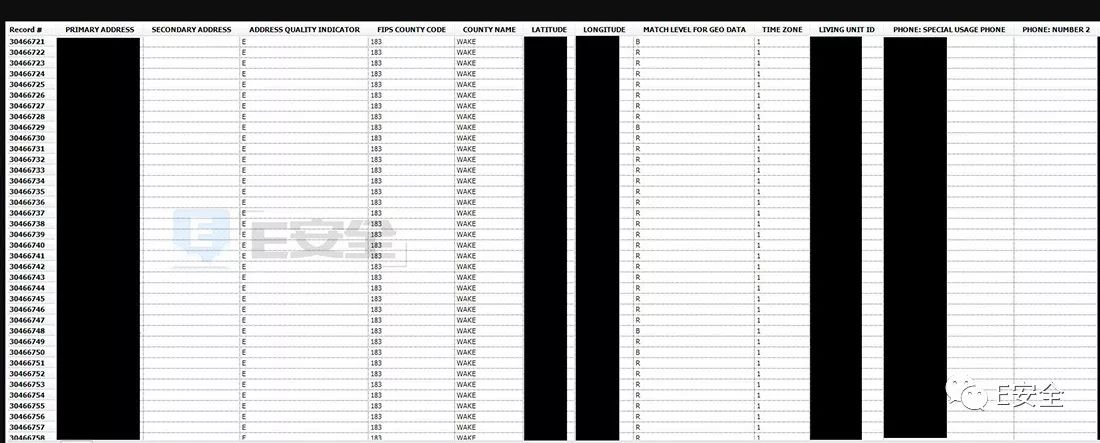 Record # PRIMARY ADDRESS SECONDARY ADDRESS ADDRESS QUALITY INDICATOR FIPS COUNTY CODE COUNTY NAME LATITUDE LONGITUDE MATCH LEVEL FOR GEO DATA TIME ZONE LIVING UNIT ID PHONE: SPECIAL USAGE PHONE PHONE: NUMBER 2
30466721 E 183 WAKE B 1
30466722 E 183 WAKE R 1
30466723 E 183 WAKE R 1
30466724 E 183 WAKE R 1
30466725 E 183 WAKE R 1
30466726 E 183 WAKE R 1
30466727 E 183 WAKE R 1
30466728 E 183 WAKE R 1
30466729 E 183 WAKE B 1
30466730 E 183 WAKE R 1
30466731 E 183 WAKE R 1
30466732 E 183 WAKE R 1
30466733 E 183 WAKE R 1
30466734 E 183 WAKE R 1
30466735 E 183 WAKE R 1
30466736 E 183 WAKE R 1
30466737 E 183 WAKE R 1
30466738 E 183 WAKE R 1
30466739 E 183 WAKE R 1
30466740 E 183 WAKE R 1
30466741 E 183 WAKE R 1
30466742 E 183 WAKE R 1
30466743 E 183 WAKE R 1
30466744 E 183 WAKE R 1
30466745 E 183 WAKE R 1
30466746 E 183 WAKE R 1
30466747 E 183 WAKE R 1
30466748 E 183 WAKE B 1
30466749 E 183 WAKE R 1
30466750 E 183 WAKE B 1
30466751 E 183 WAKE R 1
30466752 E 183 WAKE R 1
30466753 E 183 WAKE R 1
30466754 E 183 WAKE R 1
30466755 E 183 WAKE R 1
30466756 E 183 WAKE R 1
30466757 E 183 WAKE R 1
30466758 E 183 WAKE R 1
E E安全
E安全